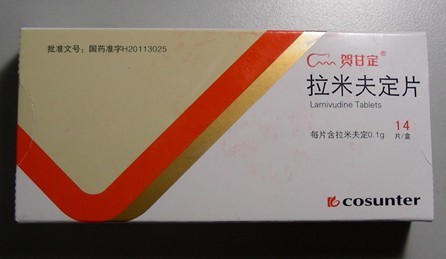 批准文号：国药准字H20113025
贺甘定®
拉米夫定片
Lamivudine Tablets
每片含拉米夫定0.1g
14
片/盒
cosunter